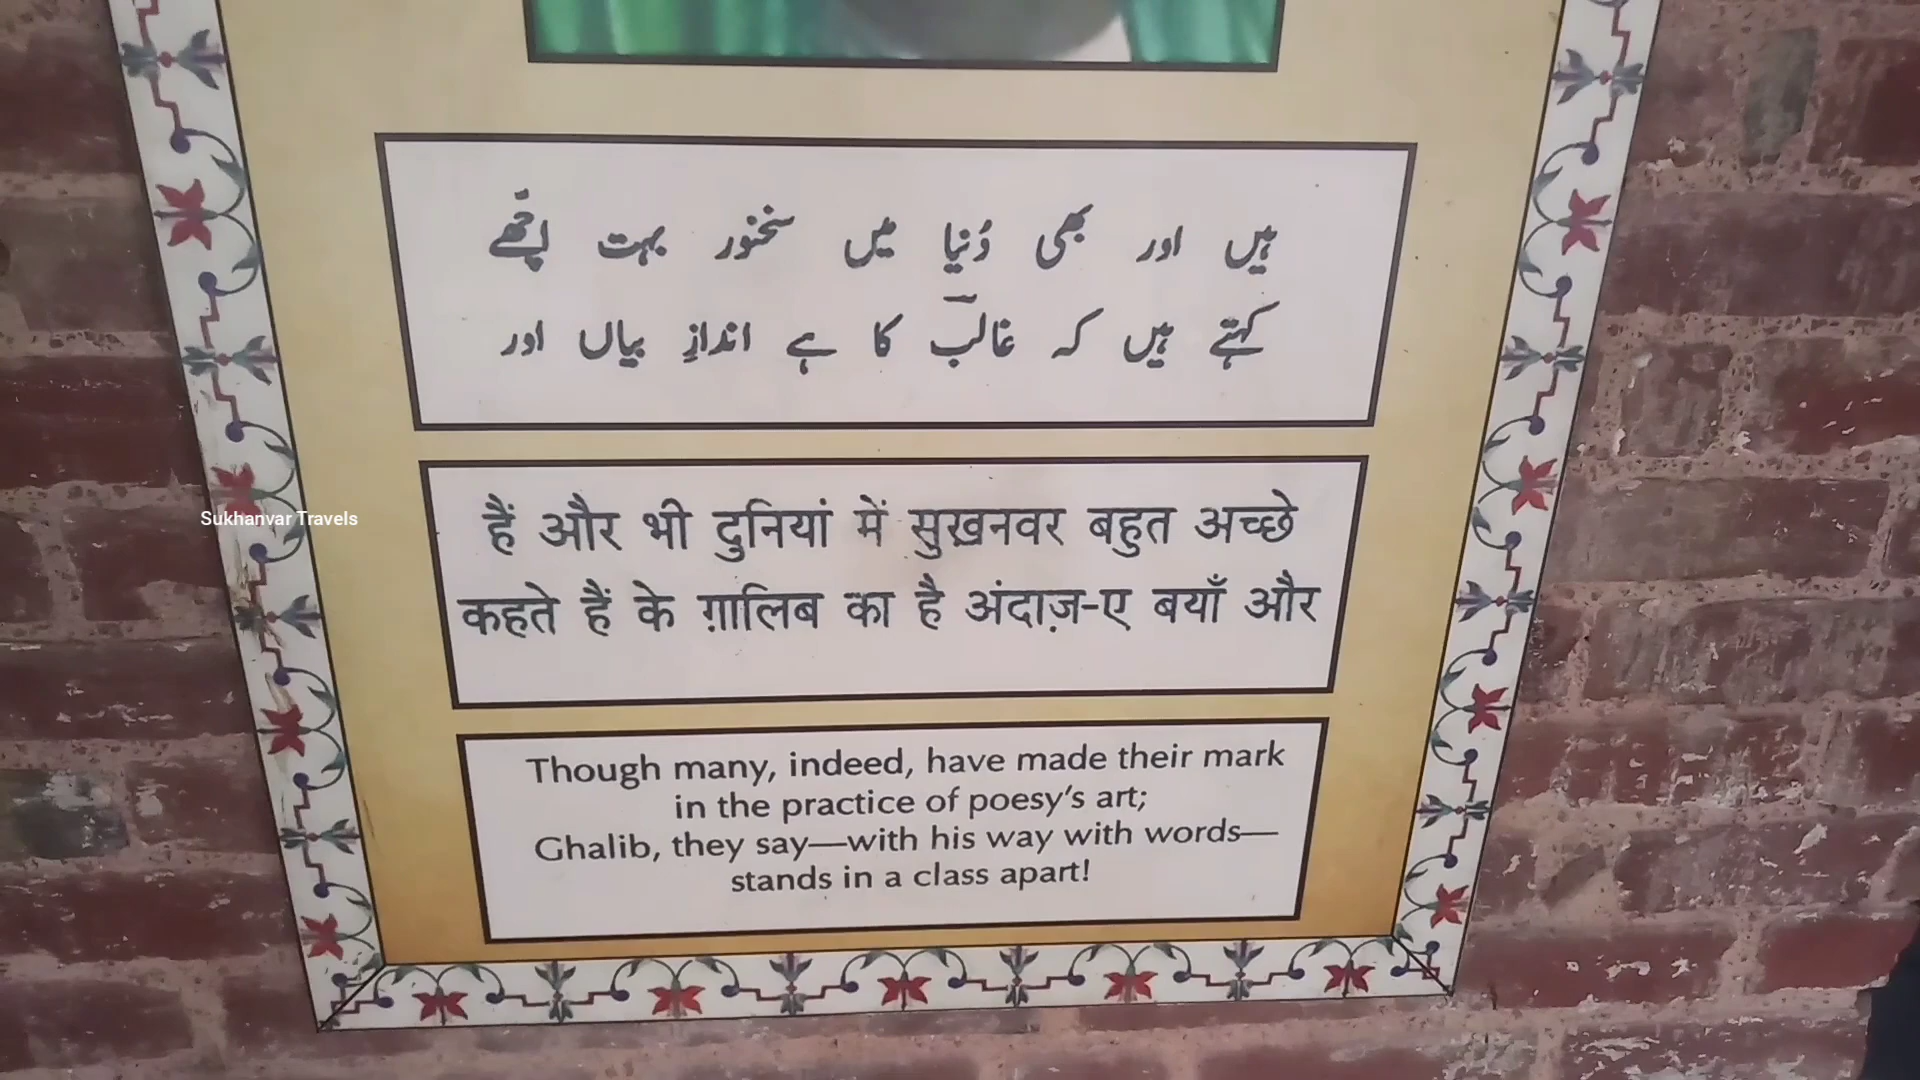 ہیں اور بھی دُنیا میں سخنور بہت اچھّے
کہتے ہیں کہ غالبؔ کا ہے اندازِ بیاں اور
हैं और भी दुनियां में सुख़नवर बहुत अच्छे
कहते हैं के ग़ालिब का है अंदाज़-ए बयाँ और
Sukhanvar Travels
Though many, indeed, have made their mark
in the practice of poesy's art;
Ghalib, they say—with his way with words—
stands in a class apart!